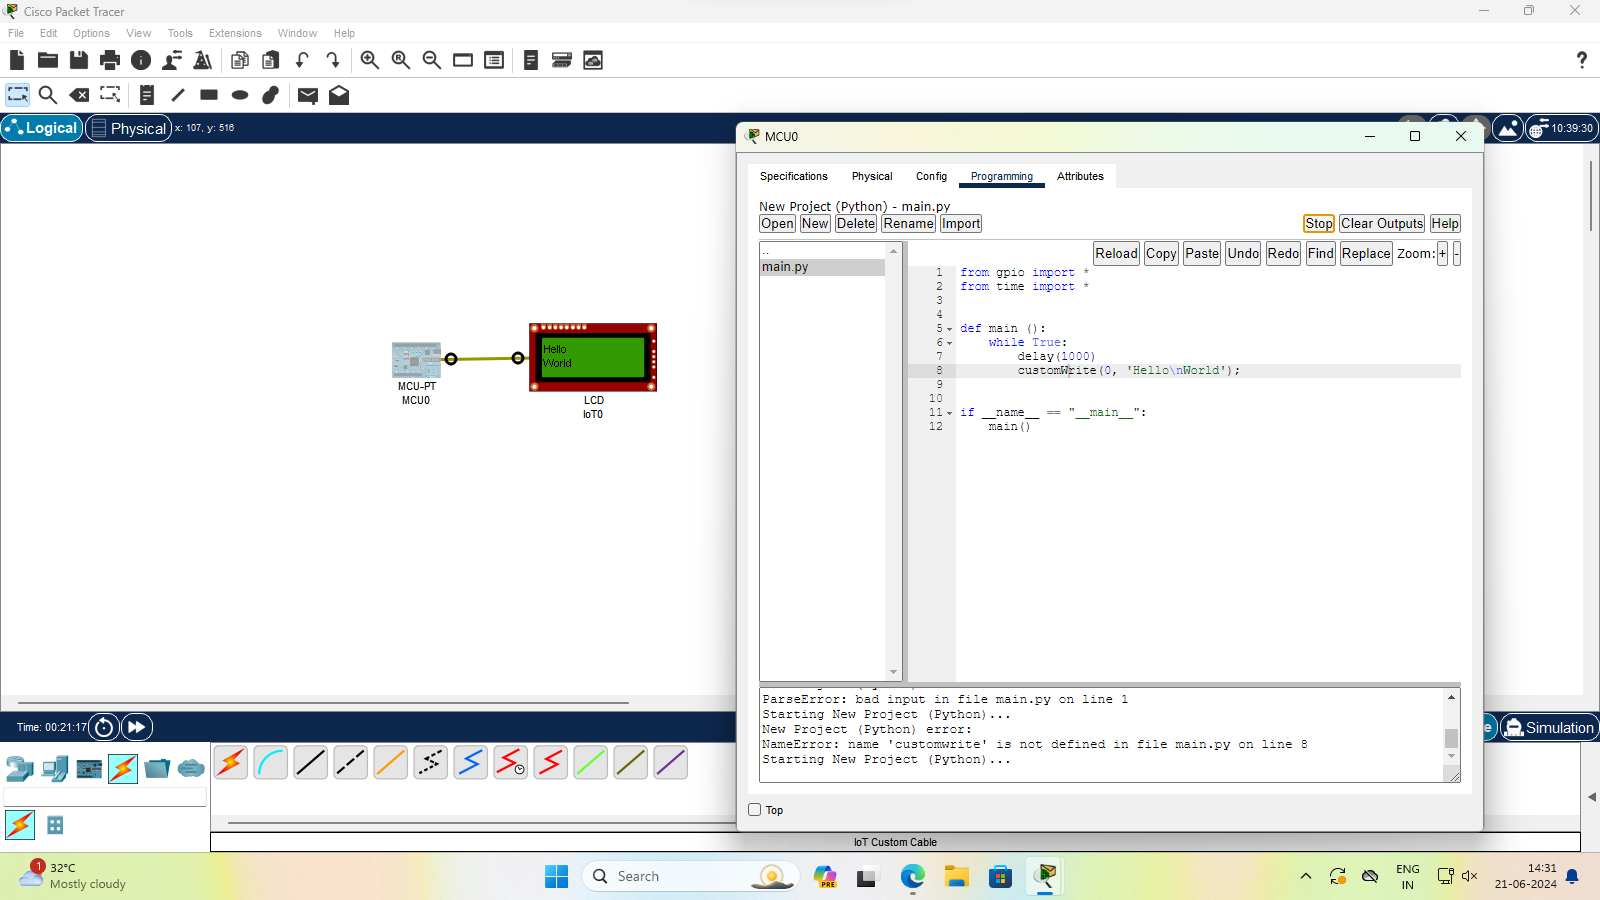 Cisco Packet Tracer
File Edit Options View Tools Extensions Window Help
Logical Physical x: 107, y: 516
10:39:30
MCU0
Specifications Physical Config Programming Attributes
New Project (Python) - main.py
Open New Delete Rename Import
Stop Clear Outputs Help
..
main.py
Reload Copy Paste Undo Redo Find Replace Zoom: + -
1 from gpio import *
2 from time import *
3
4
5 def main ():
6 while True:
7 delay(1000)
8 customWrite(0, 'Hello\nWorld');
9
10
11 if __name__ == "__main__":
12 main()
Hello
World
MCU-PT
MCU0
LCD
IoT0
ParseError: bad input in file main.py on line 1
Starting New Project (Python)...
New Project (Python) error:
NameError: name 'customwrite' is not defined in file main.py on line 8
Starting New Project (Python)...
Top
Time: 00:21:17
Simulation
IoT Custom Cable
1
32°C
Mostly cloudy
Search
PRE
ENG
IN
14:31
21-06-2024